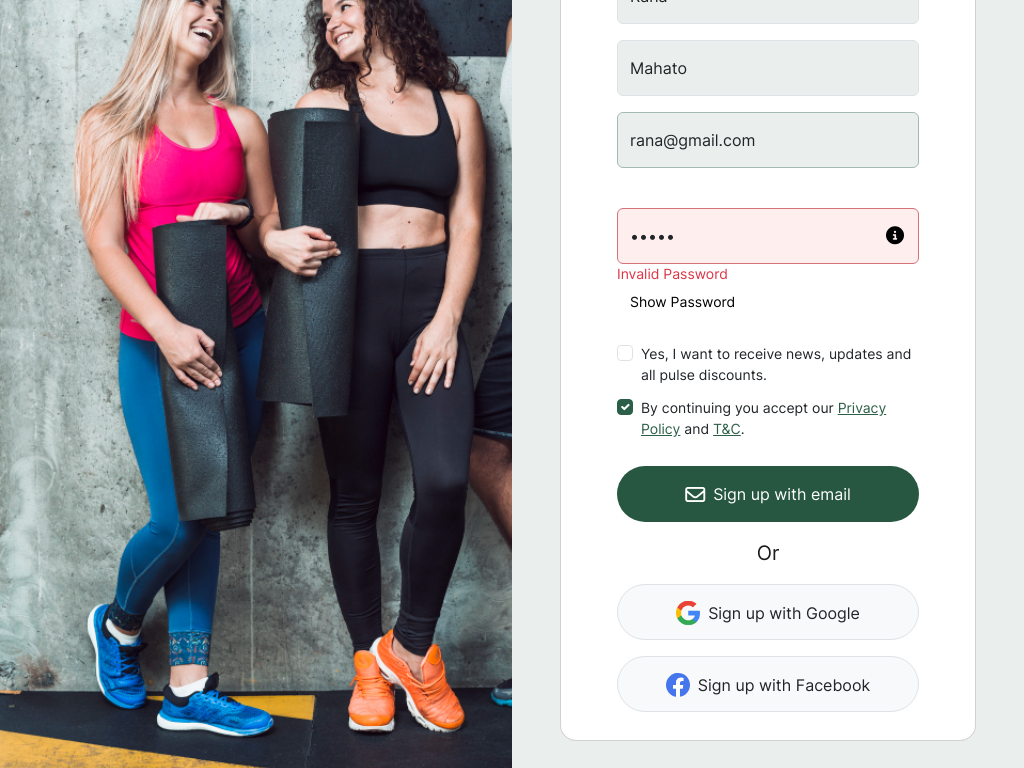 Rana
Mahato
rana@gmail.com
•••••
Invalid Password
Show Password
Yes, I want to receive news, updates and
all pulse discounts.
By continuing you accept our Privacy
Policy and T&C.
Sign up with email
Or
Sign up with Google
Sign up with Facebook